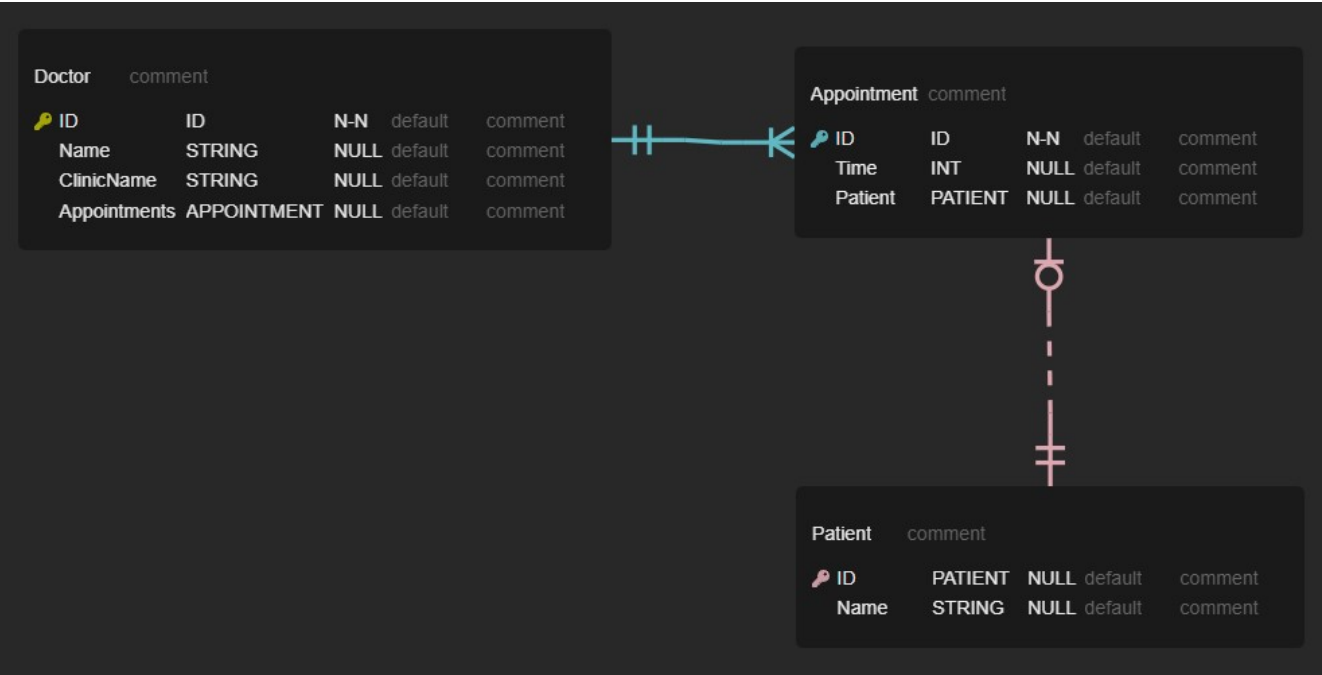 Doctor comment
ID ID N-N default comment
Name STRING NULL default comment
ClinicName STRING NULL default comment
Appointments APPOINTMENT NULL default comment
Appointment comment
ID ID N-N default comment
Time INT NULL default comment
Patient PATIENT NULL default comment
Patient comment
ID PATIENT NULL default comment
Name STRING NULL default comment